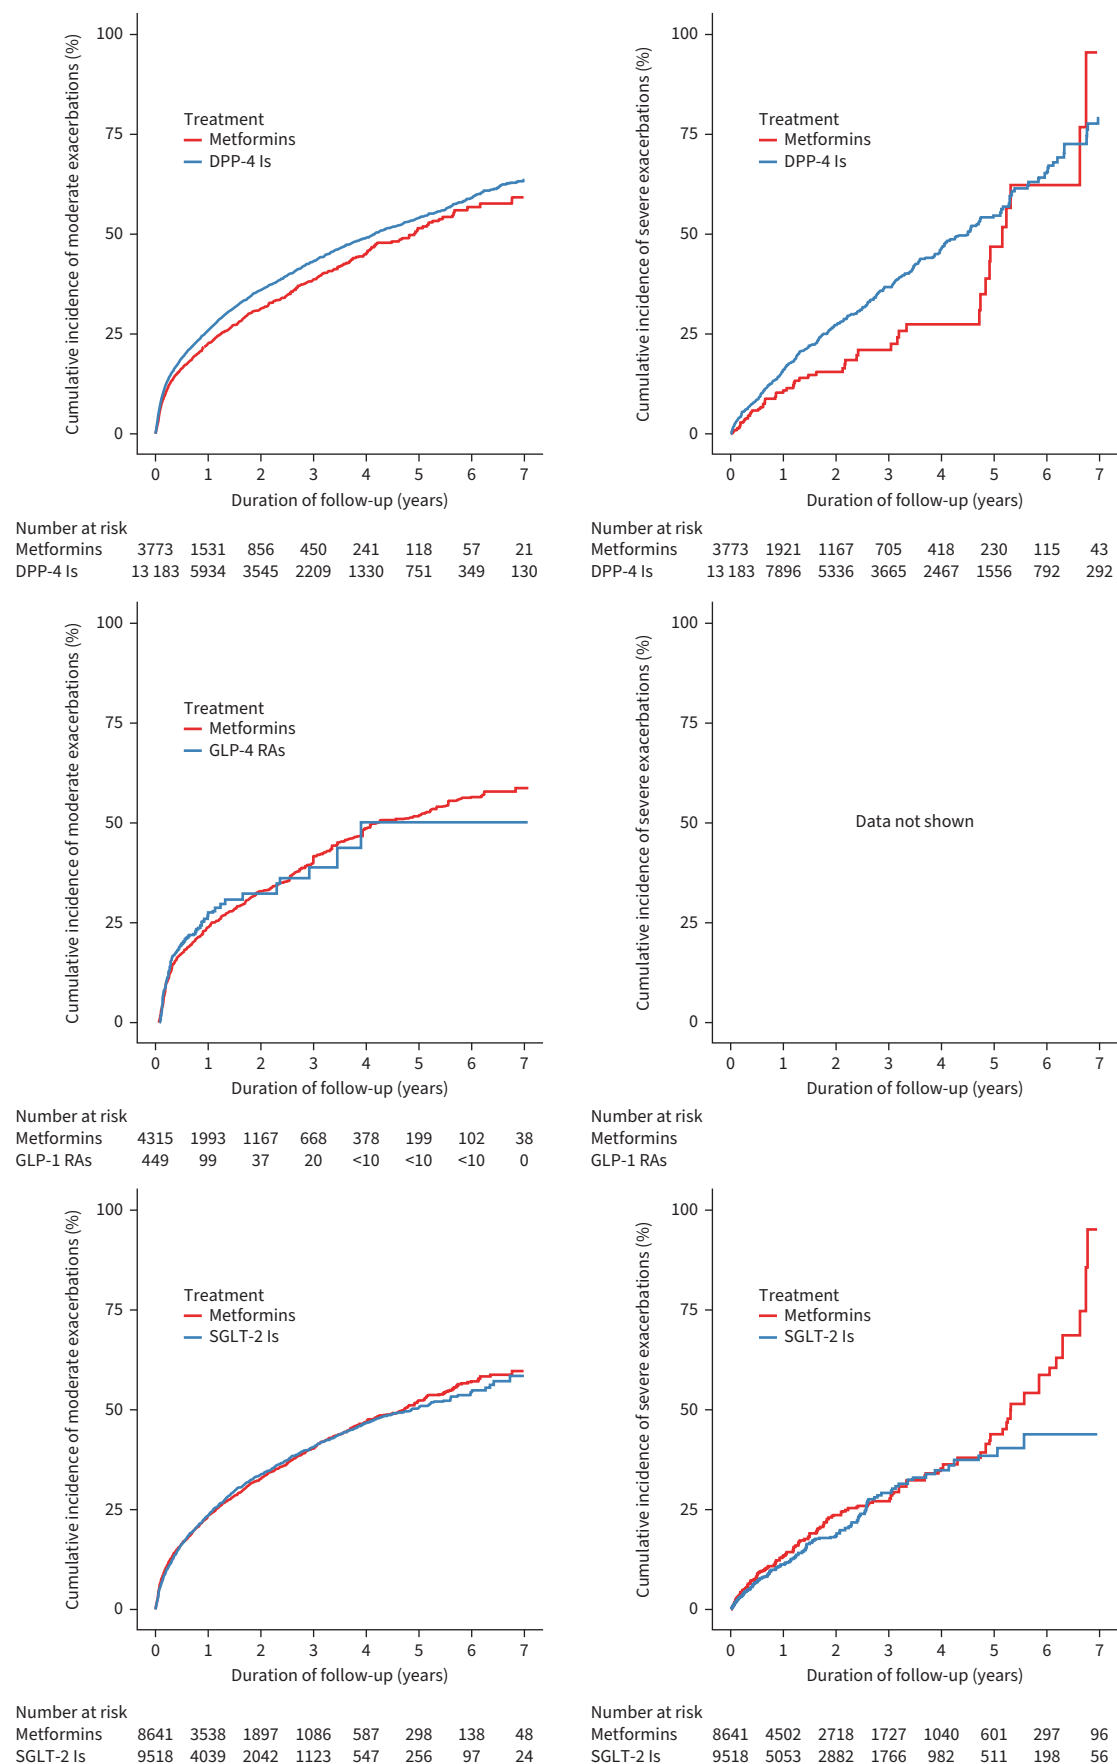 Cumulative incidence of moderate exacerbations (%)
100
75
50
25
0
Treatment
Metformins
DPP-4 Is
0 1 2 3 4 5 6 7
Duration of follow-up (years)
Number at risk
Metformins 3773 1531 856 450 241 118 57 21
DPP-4 Is 13 183 5934 3545 2209 1330 751 349 130
Cumulative incidence of severe exacerbations (%)
100
75
50
25
0
Treatment
Metformins
DPP-4 Is
0 1 2 3 4 5 6 7
Duration of follow-up (years)
Number at risk
Metformins 3773 1921 1167 705 418 230 115 43
DPP-4 Is 13 183 7896 5336 3665 2467 1556 792 292
Cumulative incidence of moderate exacerbations (%)
100
75
50
25
0
Treatment
Metformins
GLP-4 RAs
0 1 2 3 4 5 6 7
Duration of follow-up (years)
Number at risk
Metformins 4315 1993 1167 668 378 199 102 38
GLP-1 RAs 449 99 37 20 <10 <10 <10 0
Cumulative incidence of severe exacerbations (%)
100
75
50
25
0
Data not shown
0 1 2 3 4 5 6 7
Duration of follow-up (years)
Number at risk
Metformins
GLP-1 RAs
Cumulative incidence of moderate exacerbations (%)
100
75
50
25
0
Treatment
Metformins
SGLT-2 Is
0 1 2 3 4 5 6 7
Duration of follow-up (years)
Number at risk
Metformins 8641 3538 1897 1086 587 298 138 48
SGLT-2 Is 9518 4039 2042 1123 547 256 97 24
Cumulative incidence of severe exacerbations (%)
100
75
50
25
0
Treatment
Metformins
SGLT-2 Is
0 1 2 3 4 5 6 7
Duration of follow-up (years)
Number at risk
Metformins 8641 4502 2718 1727 1040 601 297 96
SGLT-2 Is 9518 5053 2882 1766 982 511 198 56